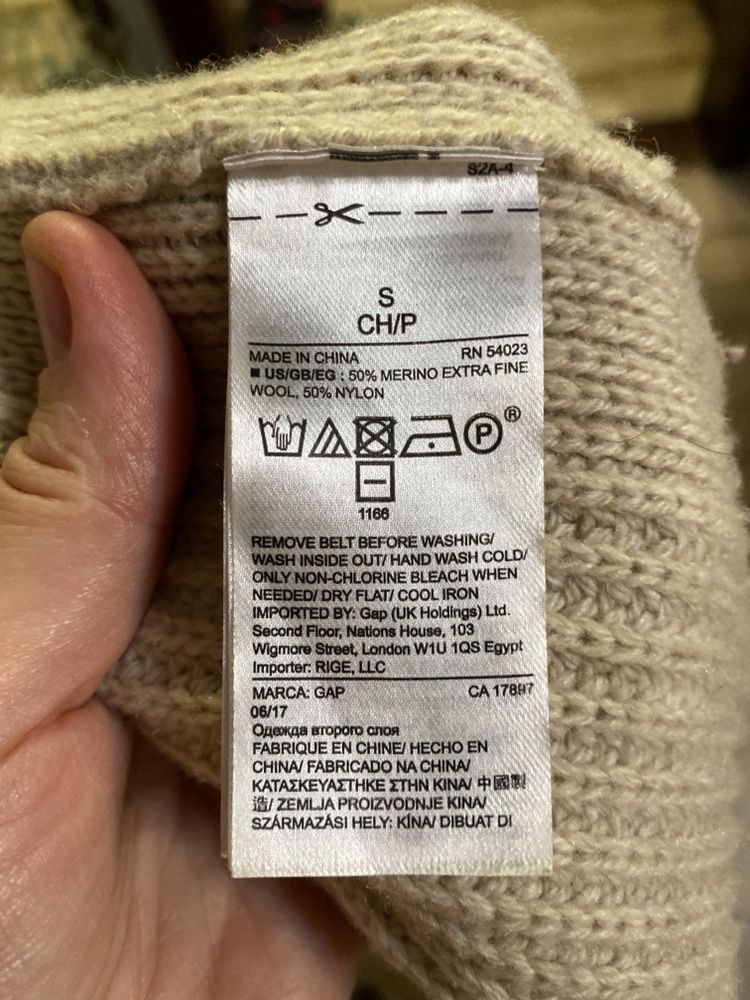 S2A-4
S
CH/P
MADE IN CHINA RN 54023
■ US/GB/EG : 50% MERINO EXTRA FINE
WOOL, 50% NYLON
P ®
1166
REMOVE BELT BEFORE WASHING/
WASH INSIDE OUT/ HAND WASH COLD/
ONLY NON-CHLORINE BLEACH WHEN
NEEDED/ DRY FLAT/ COOL IRON
IMPORTED BY: Gap (UK Holdings) Ltd.
Second Floor, Nations House, 103
Wigmore Street, London W1U 1QS Egypt
Importer: RIGE, LLC
MARCA: GAP CA 17897
06/17
Одежда второго слоя
FABRIQUE EN CHINE/ HECHO EN
CHINA/ FABRICADO NA CHINA/
ΚΑΤΑΣΚΕΥΑΣΤΗΚΕ ΣΤΗΝ ΚΙΝΑ/ 中國製
造/ ZEMLJA PROIZVODNJE KINA/
SZÁRMAZÁSI HELY: KÍNA/ DIBUAT DI